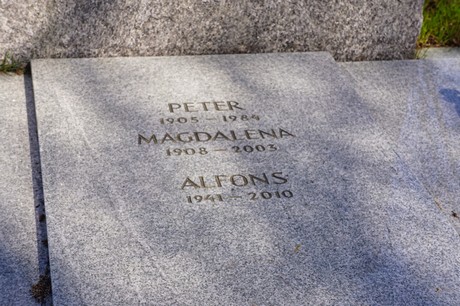 PETER
1905 – 1984
MAGDALENA
1908 – 2003
ALFONS
1941 – 2010